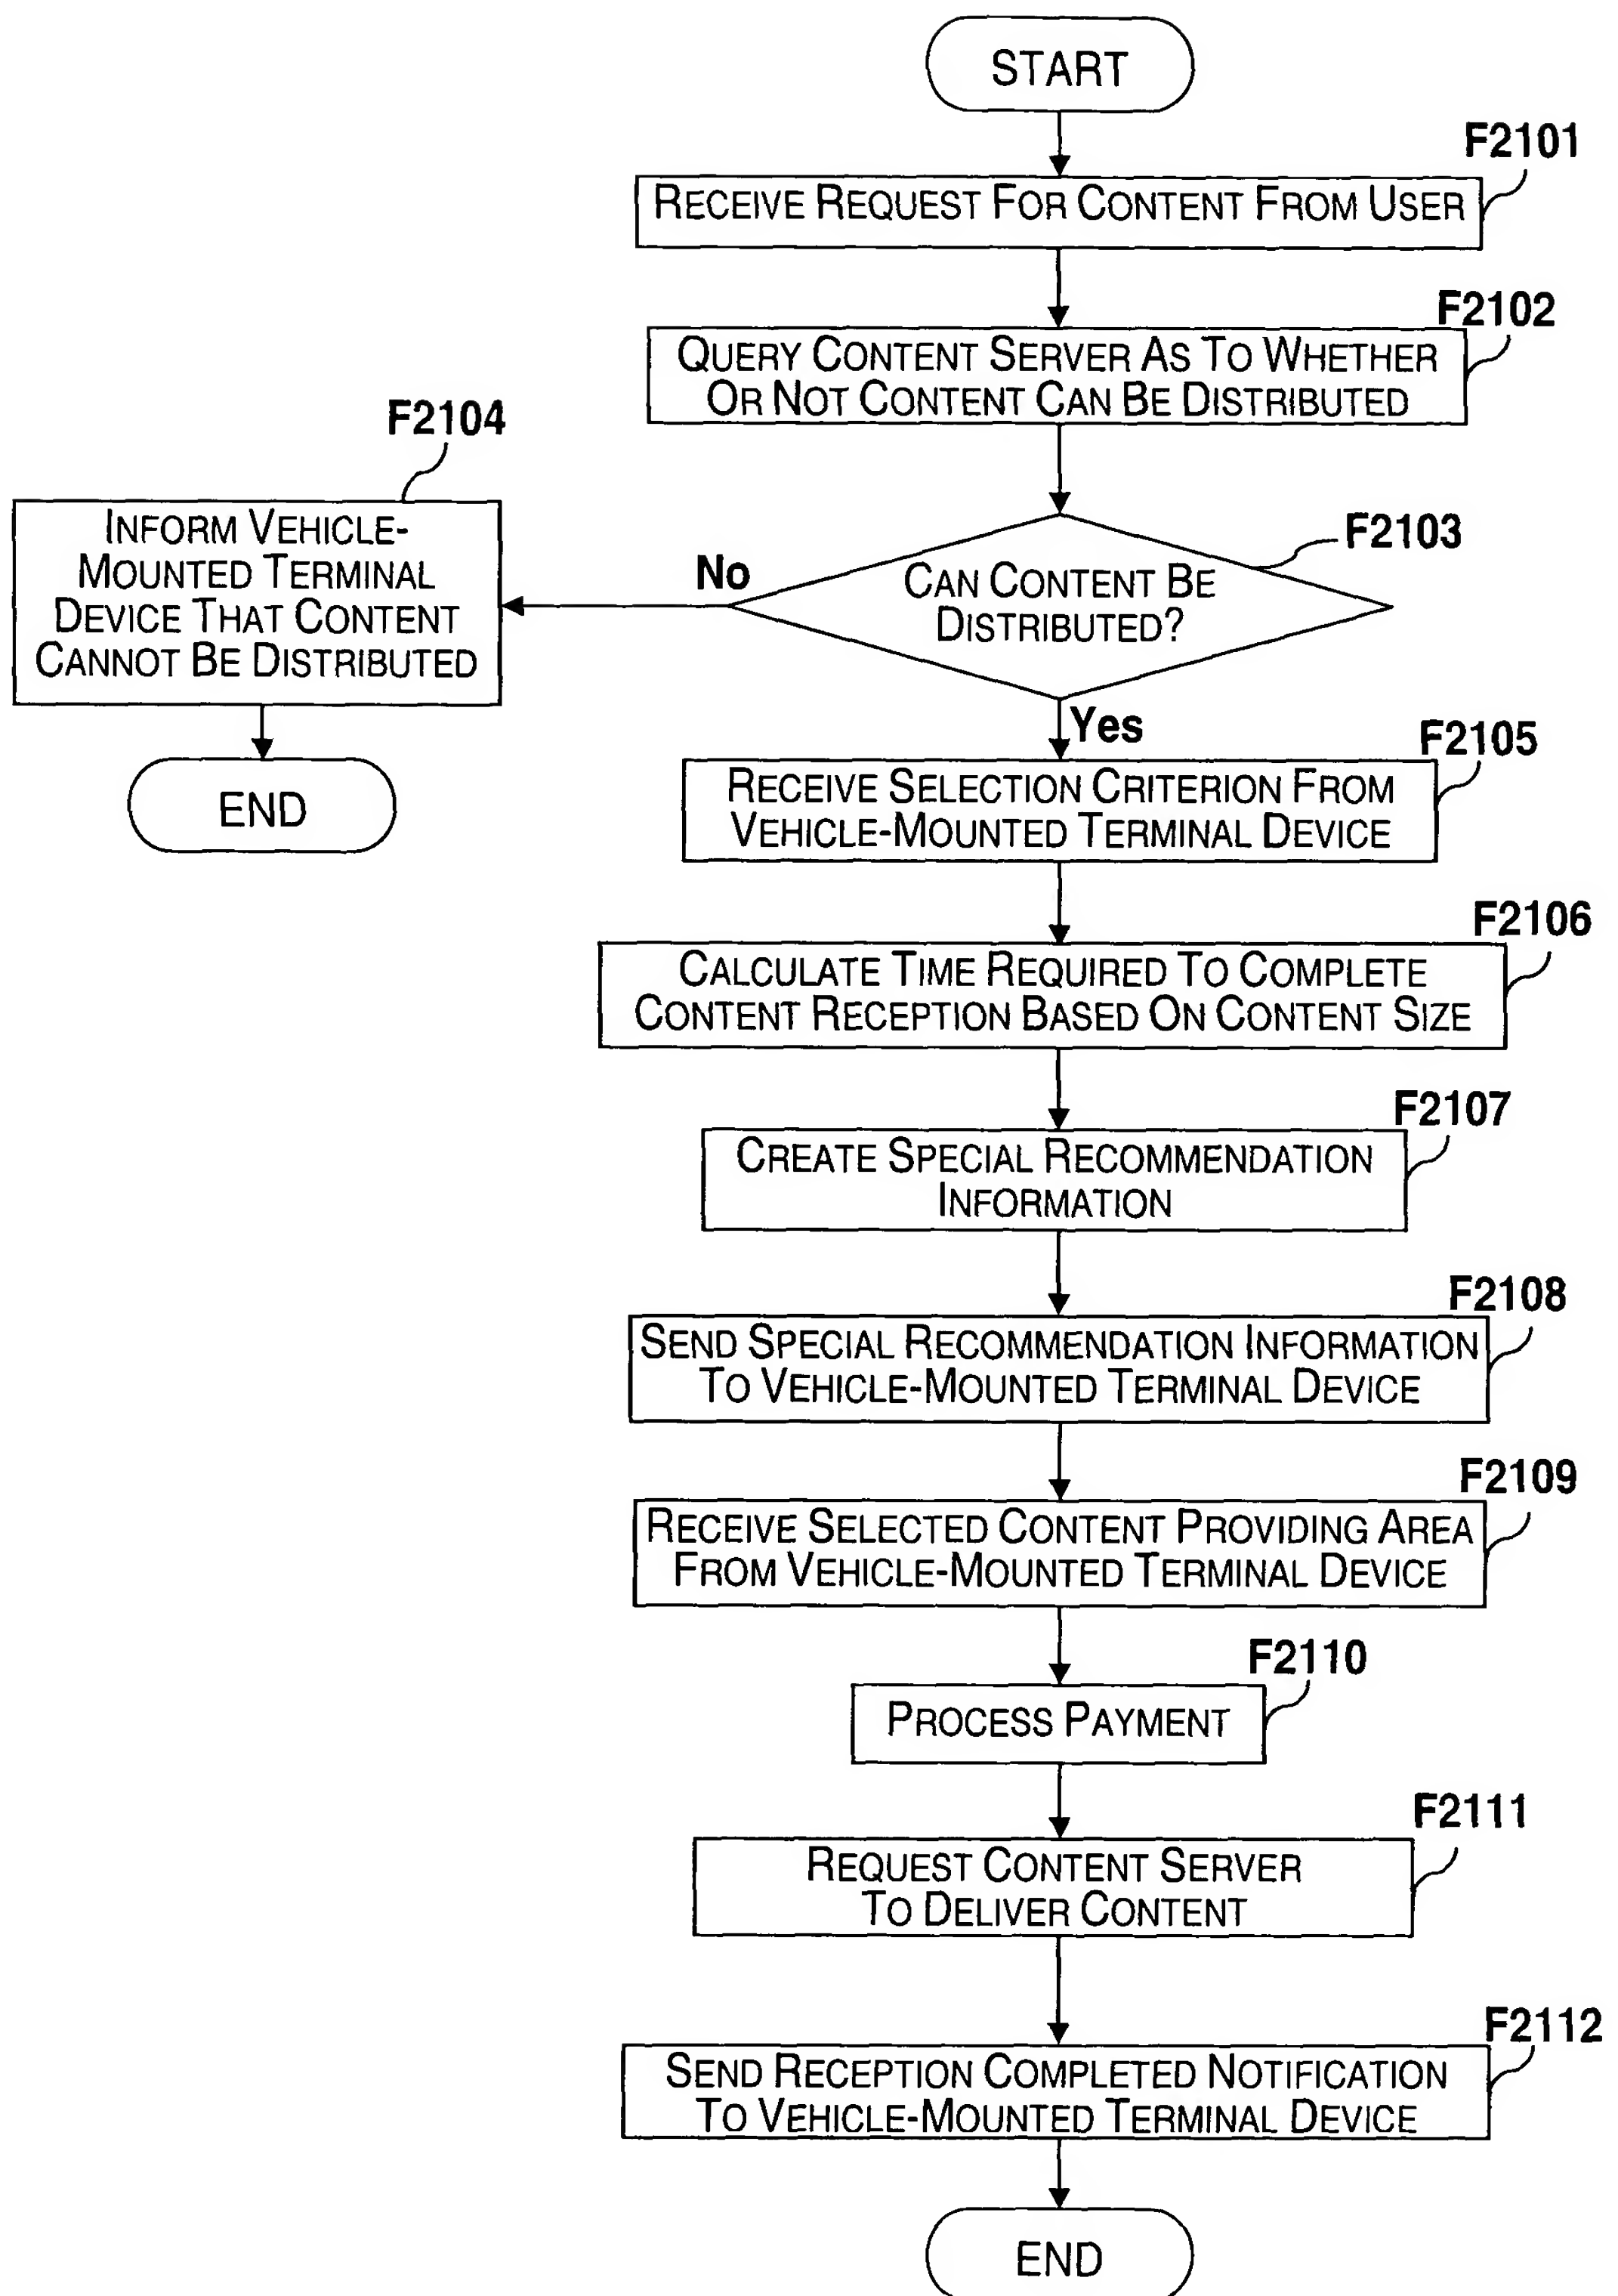 START
F2101
RECEIVE REQUEST FOR CONTENT FROM USER
F2102
QUERY CONTENT SERVER AS TO WHETHER
OR NOT CONTENT CAN BE DISTRIBUTED
F2104
INFORM VEHICLE-
MOUNTED TERMINAL
DEVICE THAT CONTENT
CANNOT BE DISTRIBUTED
END
F2103
No
CAN CONTENT BE
DISTRIBUTED?
Yes
F2105
RECEIVE SELECTION CRITERION FROM
VEHICLE-MOUNTED TERMINAL DEVICE
F2106
CALCULATE TIME REQUIRED TO COMPLETE
CONTENT RECEPTION BASED ON CONTENT SIZE
F2107
CREATE SPECIAL RECOMMENDATION
INFORMATION
F2108
SEND SPECIAL RECOMMENDATION INFORMATION
TO VEHICLE-MOUNTED TERMINAL DEVICE
F2109
RECEIVE SELECTED CONTENT PROVIDING AREA
FROM VEHICLE-MOUNTED TERMINAL DEVICE
F2110
PROCESS PAYMENT
F2111
REQUEST CONTENT SERVER
TO DELIVER CONTENT
F2112
SEND RECEPTION COMPLETED NOTIFICATION
TO VEHICLE-MOUNTED TERMINAL DEVICE
END